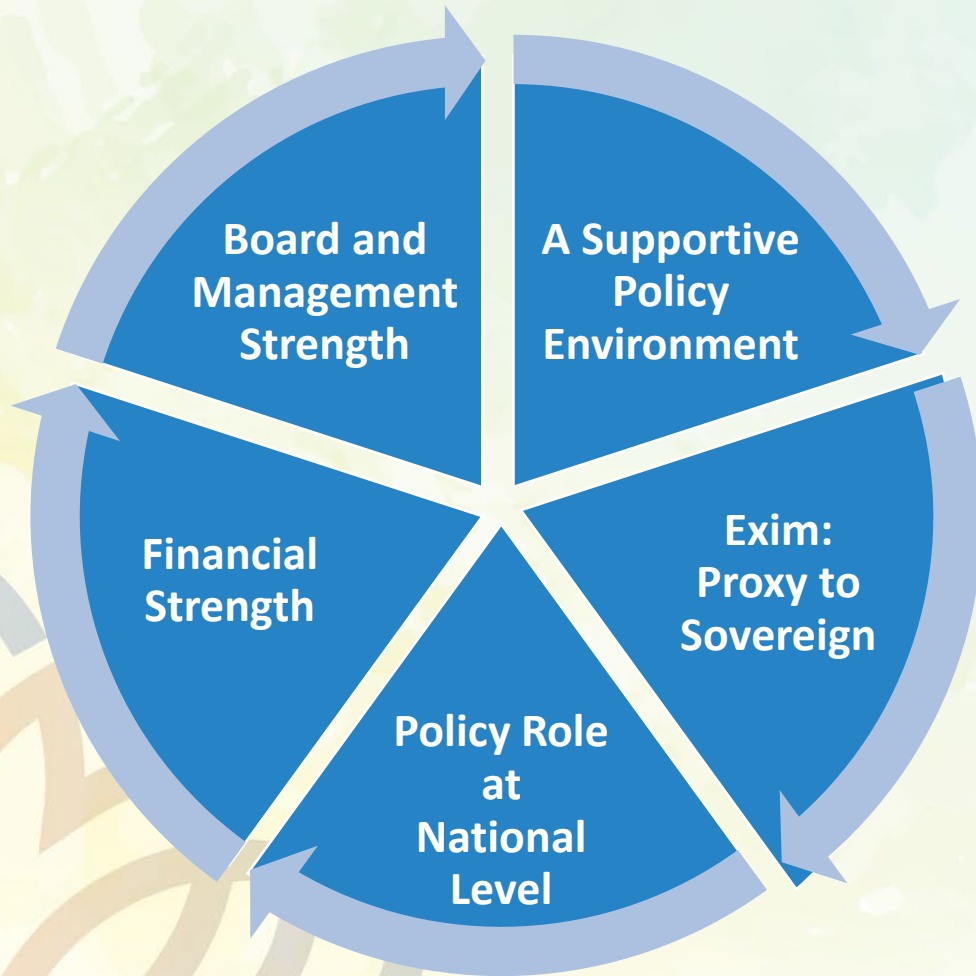 Board and
Management
Strength
A Supportive
Policy
Environment
Exim:
Proxy to
Sovereign
Policy Role
at
National
Level
Financial
Strength